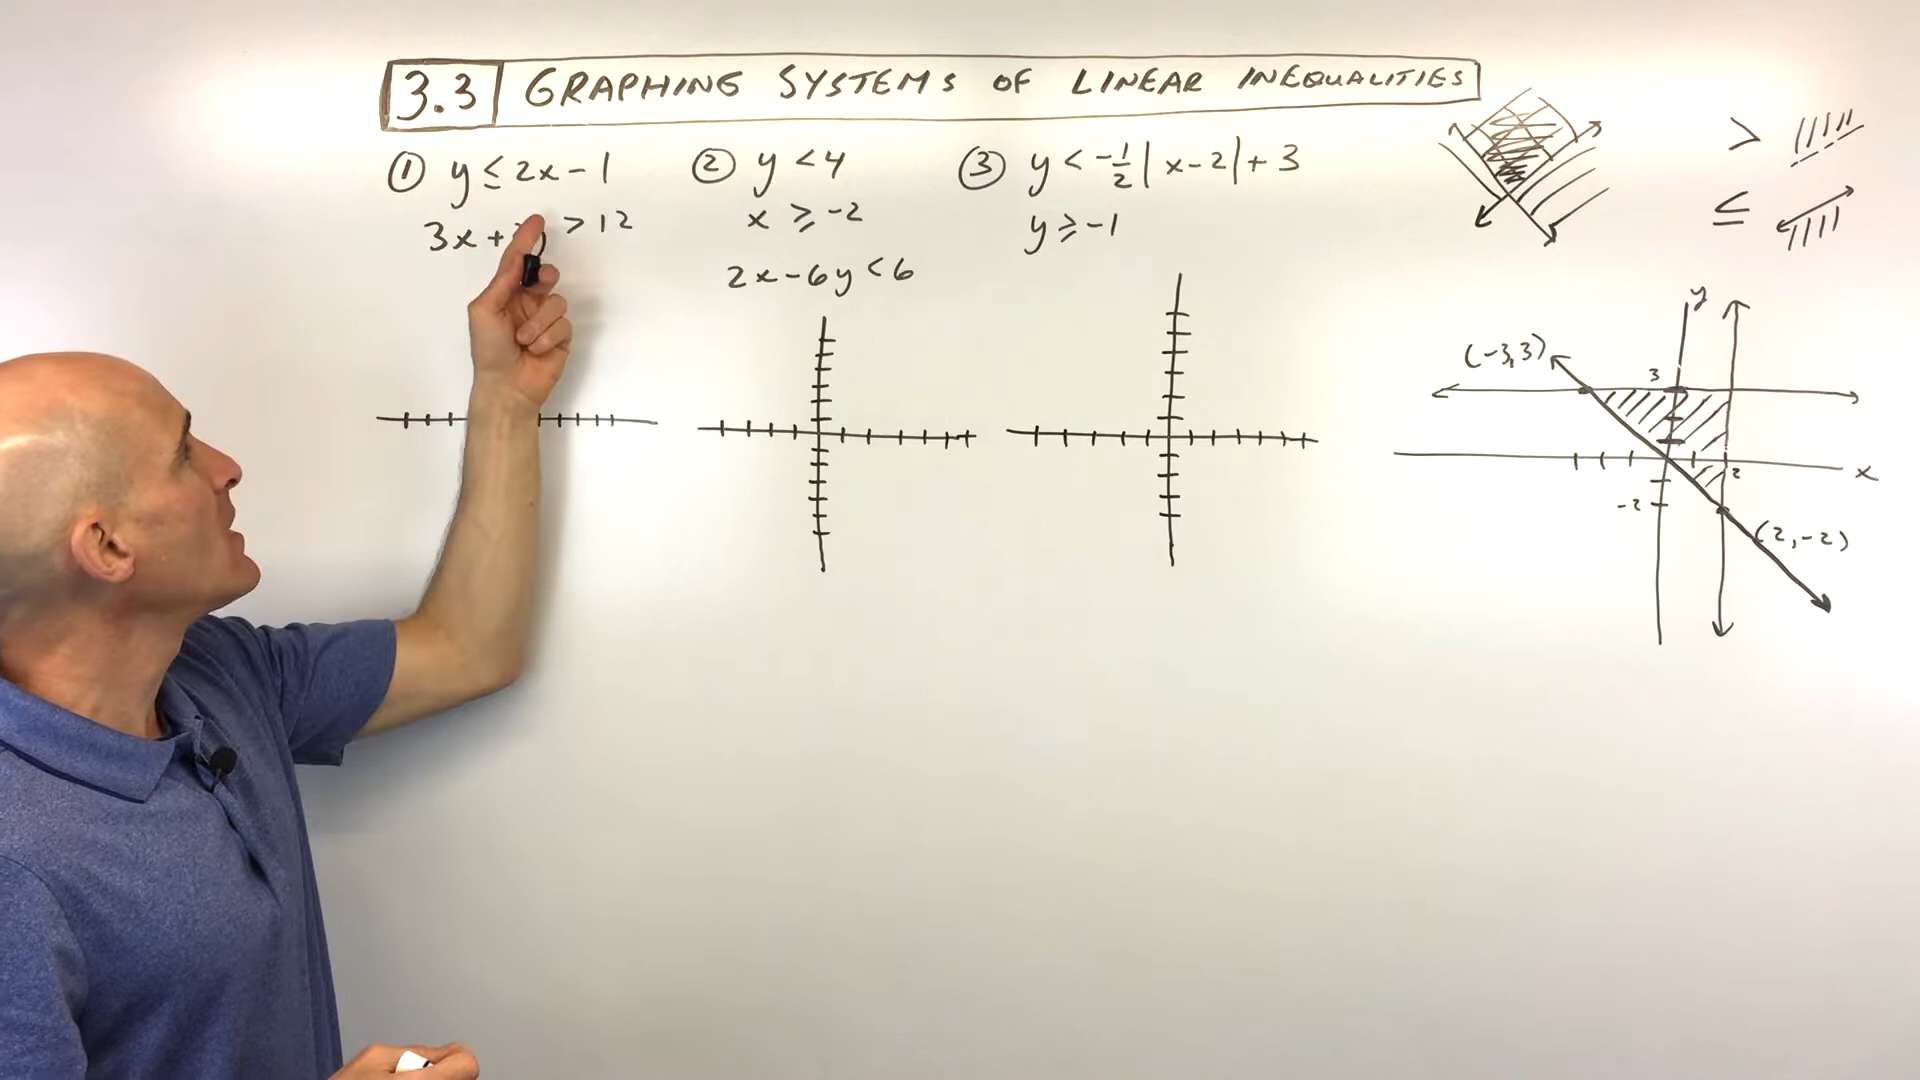 3.3 GRAPHING SYSTEMS OF LINEAR INEQUALITIES
① y ≤ 2x - 1
3x + > 12
② y < 4
x ≥ -2
2x - 6y < 6
③ y < -1/2 |x - 2| + 3
y ≥ -1
>
≤
y
(-3,3)
3
2
x
-2
(2,-2)